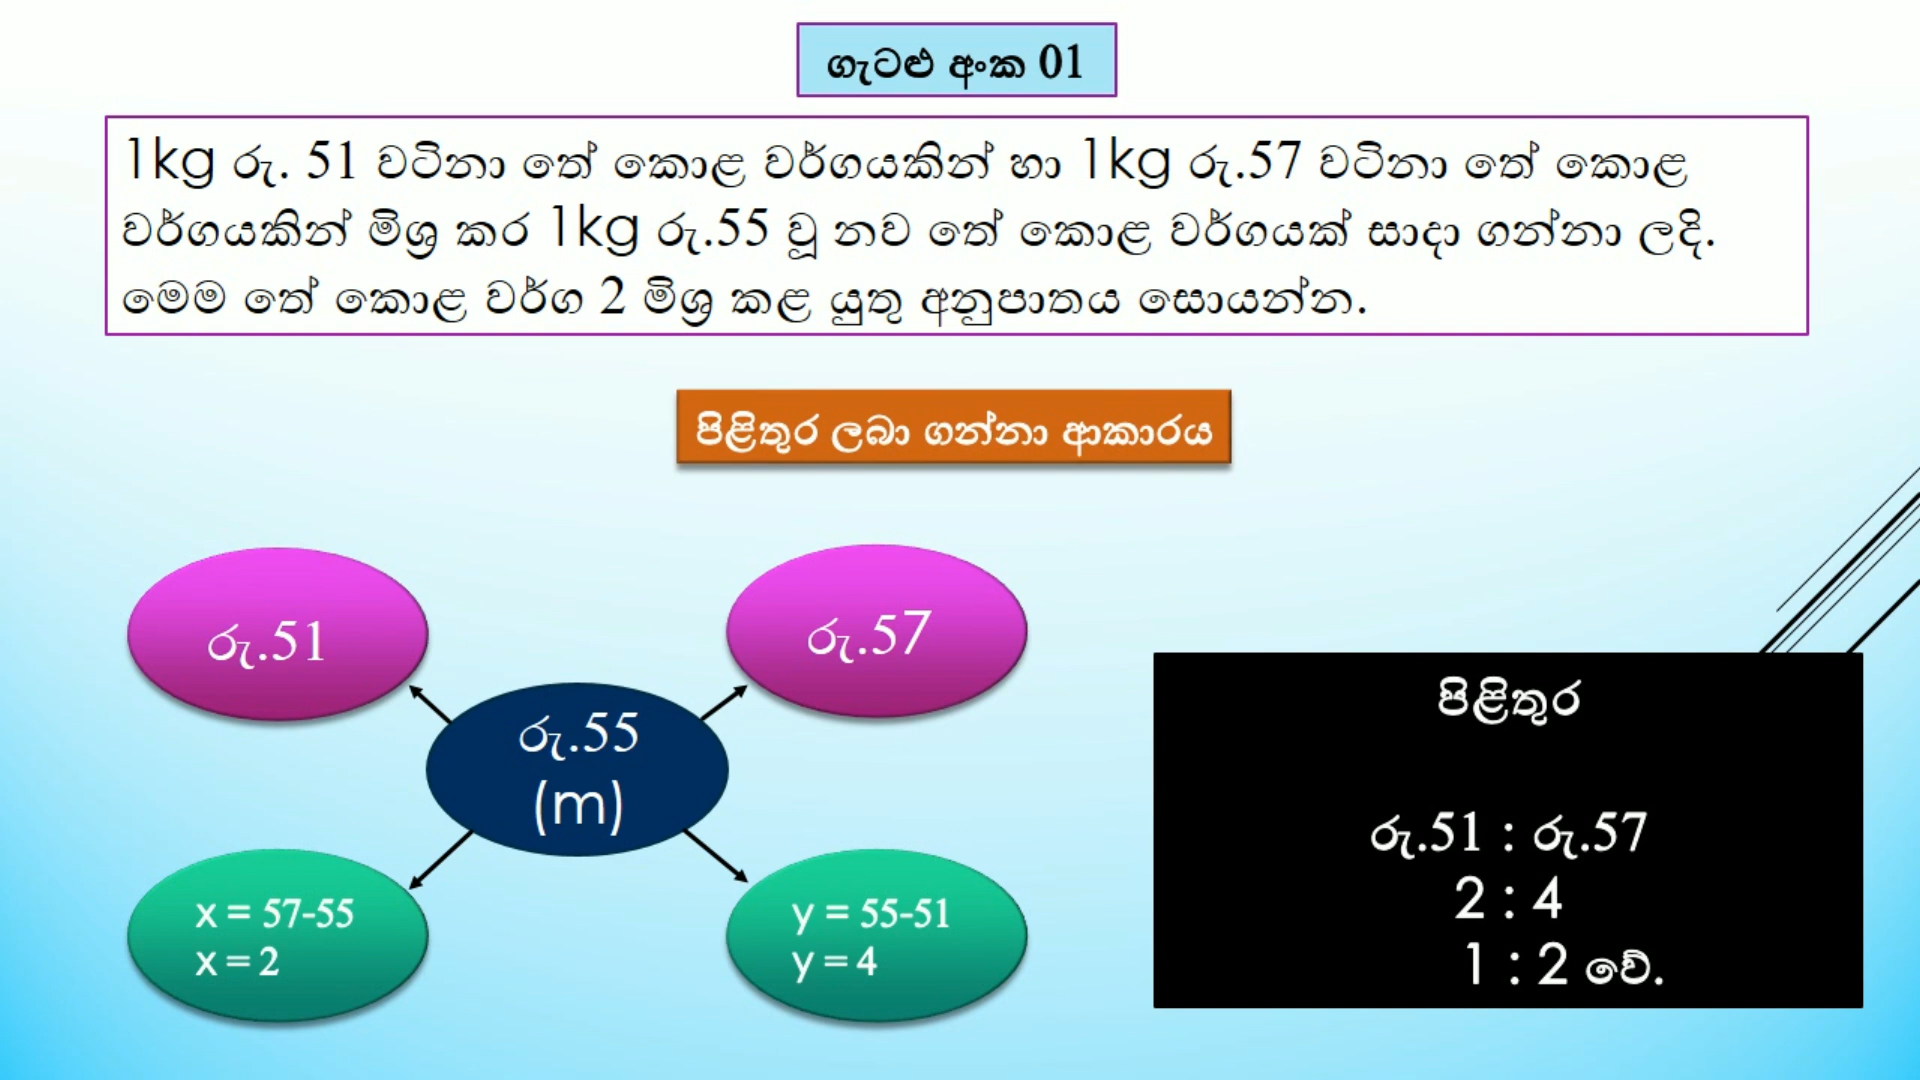 ගැටළු අංක 01
1kg රු. 51 වටිනා තේ කොළ වර්ගයකින් හා 1kg රු.57 වටිනා තේ කොළ
වර්ගයකින් මිශ්‍ර කර 1kg රු.55 වූ නව තේ කොළ වර්ගයක් සාදා ගන්නා ලදි.
මෙම තේ කොළ වර්ග 2 මිශ්‍ර කළ යුතු අනුපාතය සොයන්න.
පිළිතුර ලබා ගන්නා ආකාරය
රු.51
රු.57
රු.55
(m)
x = 57-55
x = 2
y = 55-51
y = 4
පිළිතුර
රු.51 : රු.57
2 : 4
1 : 2 වේ.